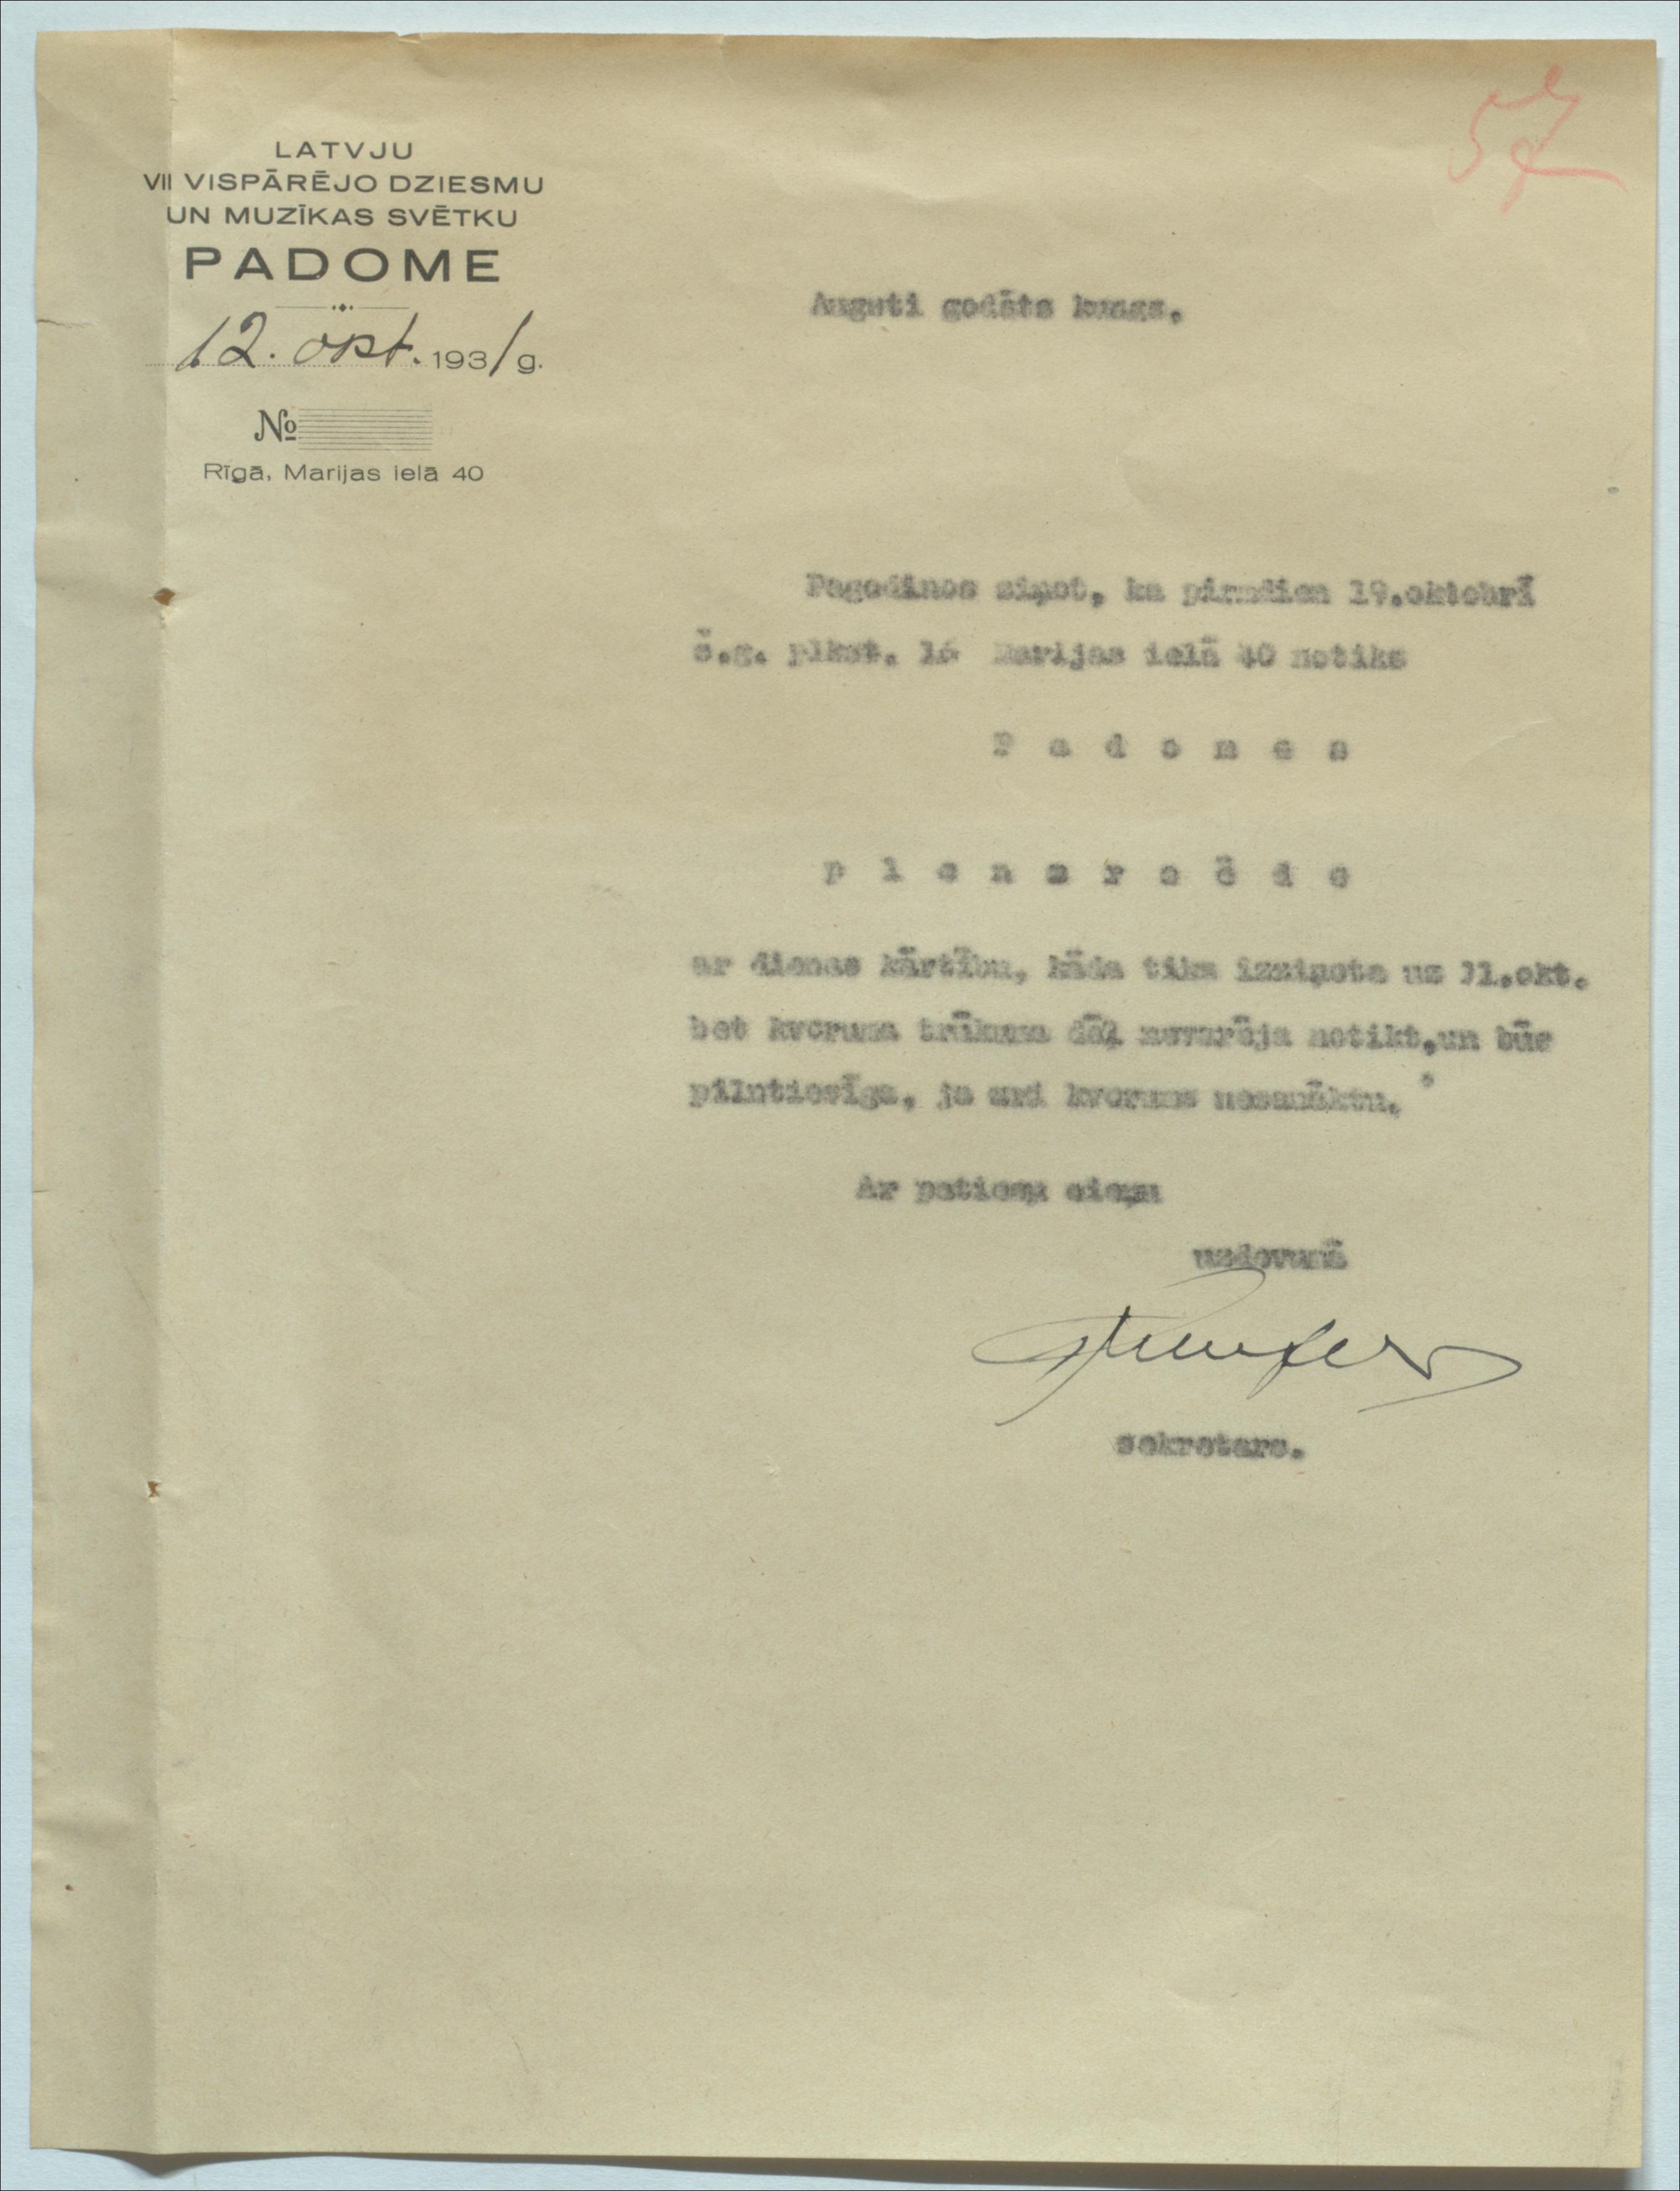 57
LATVJU
VII VISPĀRĒJO DZIESMU
UN MUZĪKAS SVĒTKU
PADOME
12. okt. 1931 g.
№
Rīgā, Marijas ielā 40
Augsti godāts kungs.
Pagodinos ziņot, ka pirmdien 19.oktobrī
š.g. plkst. 16 Marijas ielā 40 notiks
P a d o m e s
p l e n a r s ē d e
ar dienas kārtību, kāda tika izziņota uz 11.okt.
bet kvoruma trūkuma dēļ nevarēja notikt,un būs
pilntiesīga, ja arī kvorums nesanāktu.
Ar patiesu cieņu
uzdevumā
sekretars.